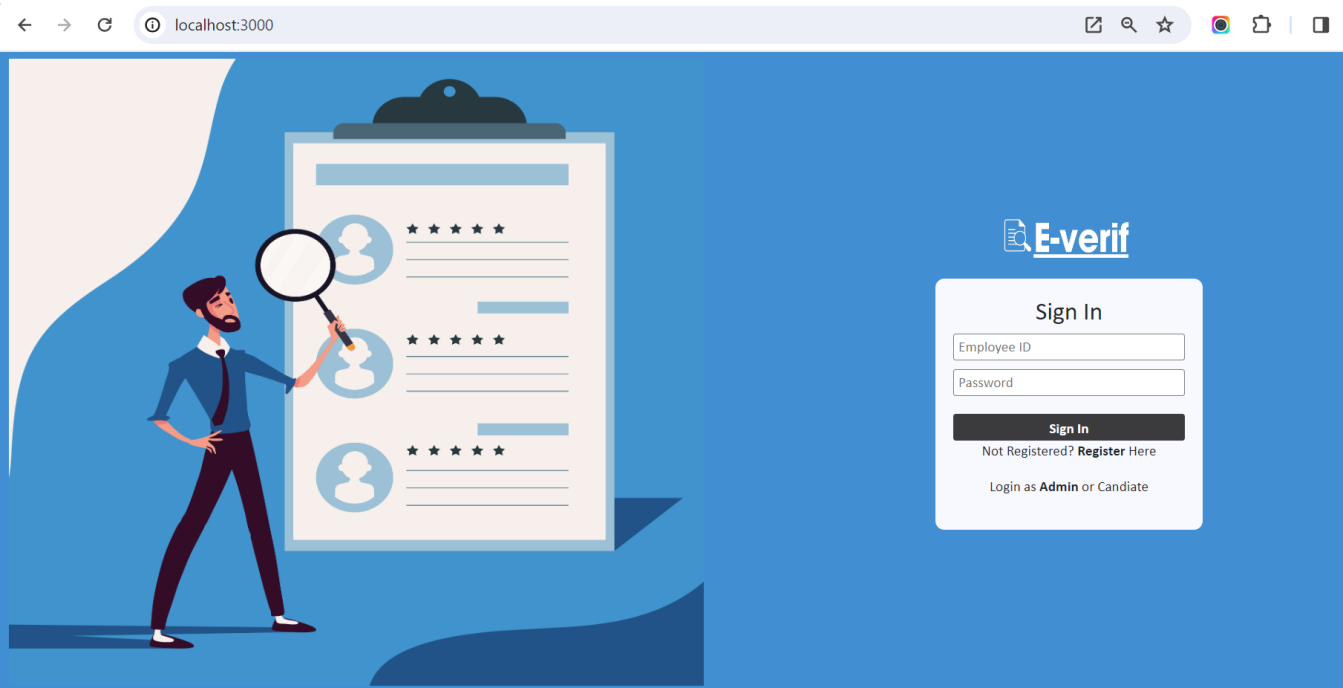 localhost:3000
E-verif
Sign In
Employee ID
Password
Sign In
Not Registered? Register Here
Login as Admin or Candiate